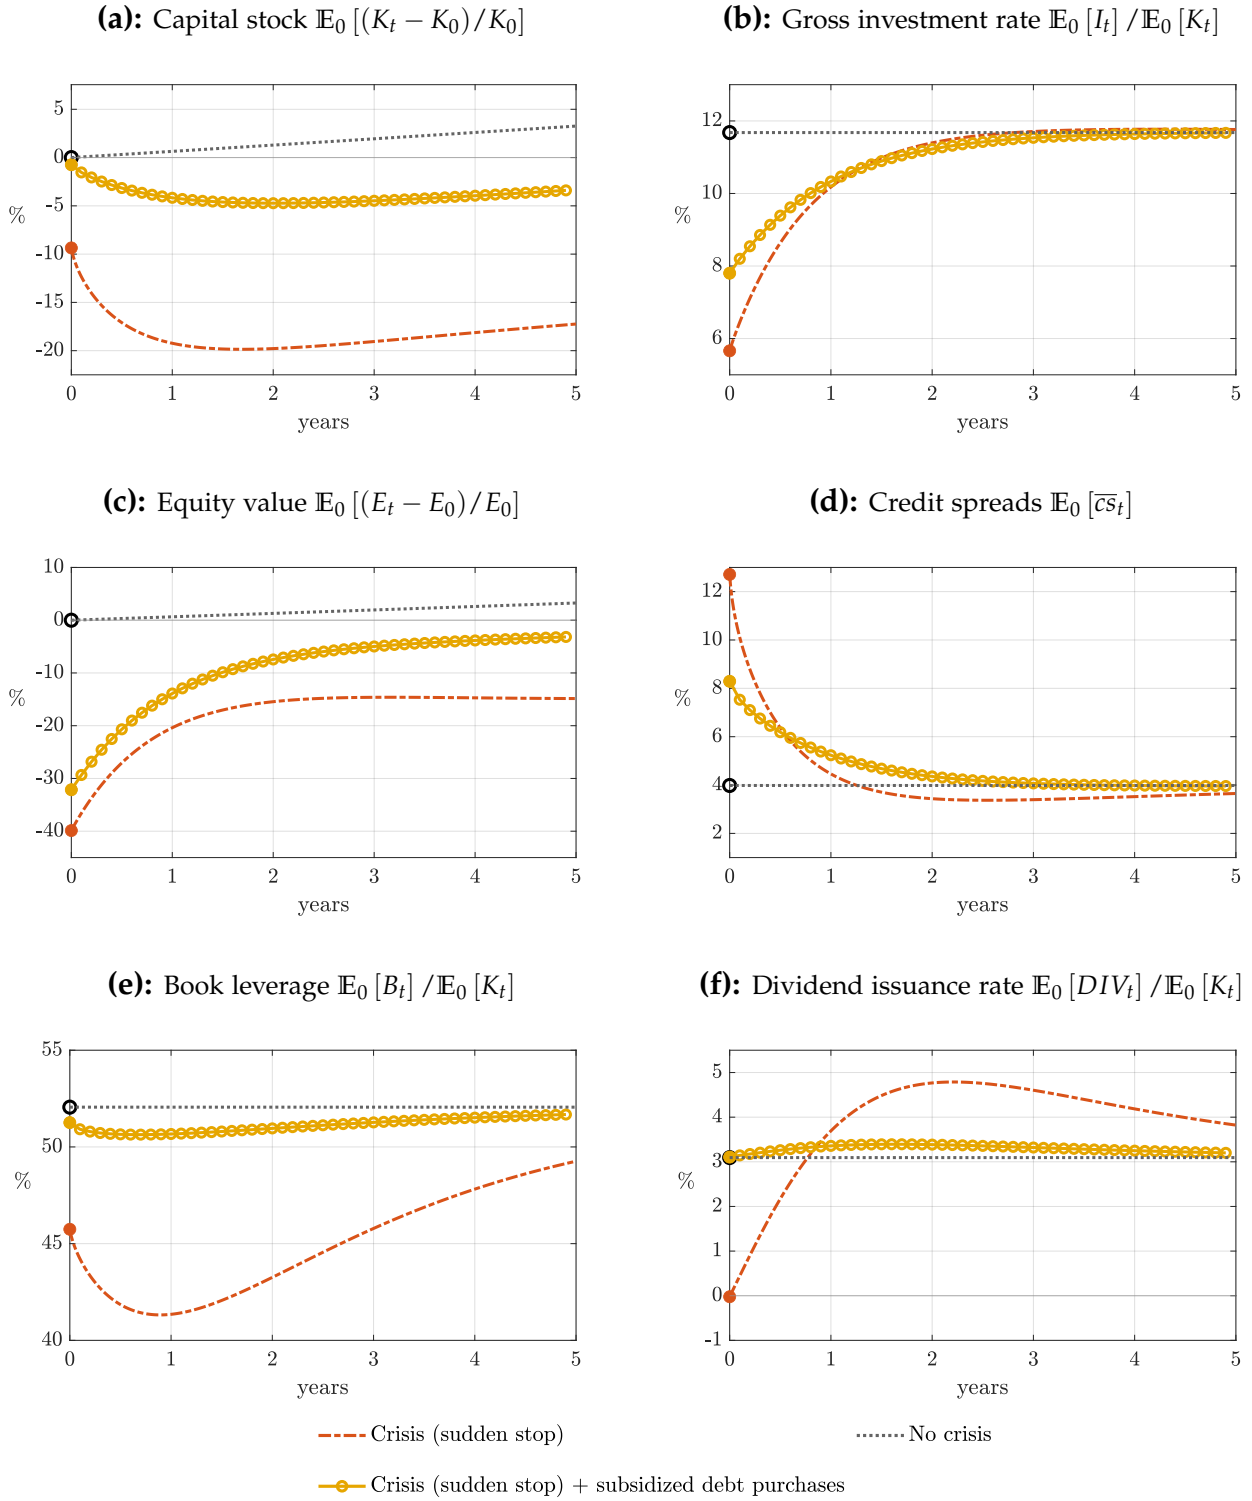 (a): Capital stock 𝔼₀ [(Kₜ − K₀)/K₀]
5
0
-5
%
-10
-15
-20
0 1 2 3 4 5
years
(b): Gross investment rate 𝔼₀ [Iₜ] /𝔼₀ [Kₜ]
12
10
%
8
6
0 1 2 3 4 5
years
(c): Equity value 𝔼₀ [(Eₜ − E₀)/E₀]
10
0
-10
%
-20
-30
-40
0 1 2 3 4 5
years
(d): Credit spreads 𝔼₀ [c̅s̅ₜ]
12
10
%
8
6
4
2
0 1 2 3 4 5
years
(e): Book leverage 𝔼₀ [Bₜ] /𝔼₀ [Kₜ]
55
50
%
45
40
0 1 2 3 4 5
years
(f): Dividend issuance rate 𝔼₀ [DIVₜ] /𝔼₀ [Kₜ]
5
4
3
%
2
1
0
-1
0 1 2 3 4 5
years
Crisis (sudden stop)
No crisis
Crisis (sudden stop) + subsidized debt purchases